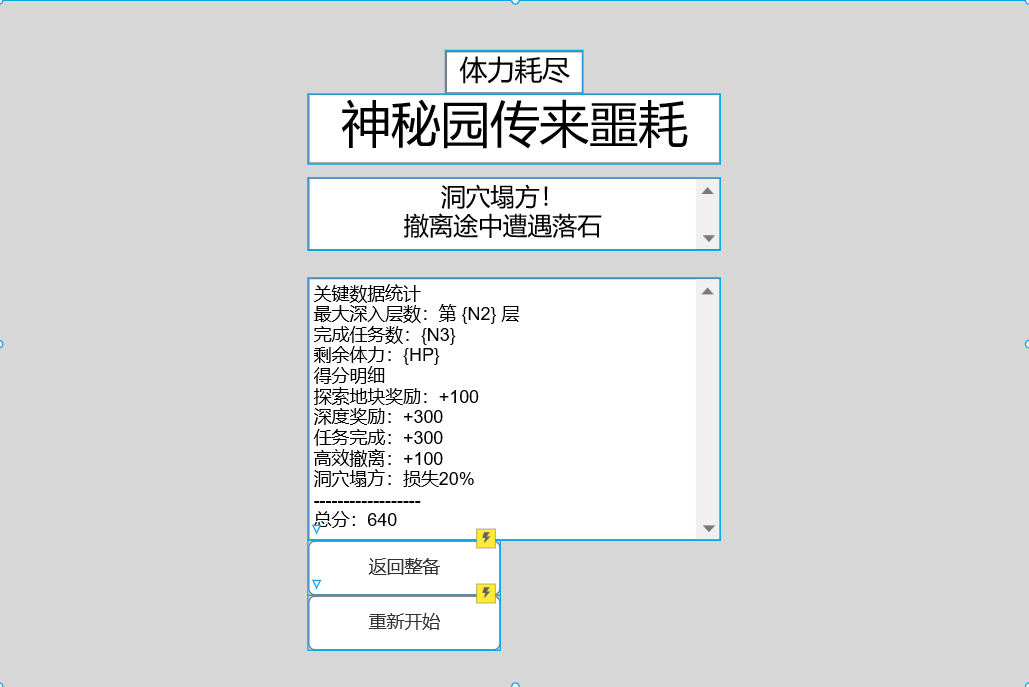 体力耗尽
神秘园传来噩耗
洞穴塌方！
撤离途中遭遇落石
关键数据统计
最大深入层数：第 {N2} 层
完成任务数：{N3}
剩余体力：{HP}
得分明细
探索地块奖励：+100
深度奖励：+300
任务完成：+300
高效撤离：+100
洞穴塌方：损失20%
------------------
总分：640
返回整备
重新开始